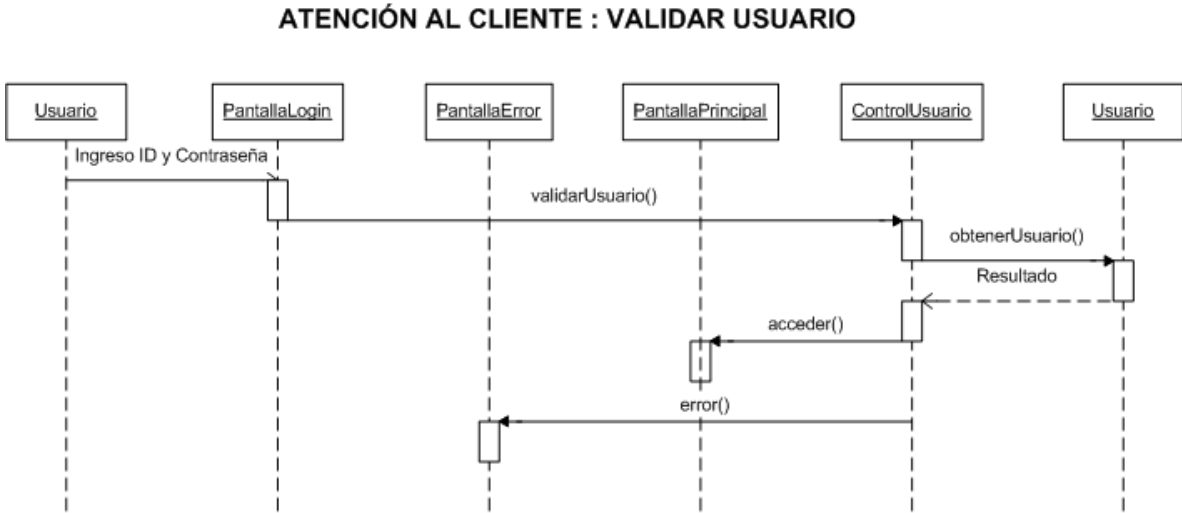 ATENCIÓN AL CLIENTE : VALIDAR USUARIO
Usuario
PantallaLogin
PantallaError
PantallaPrincipal
ControlUsuario
Usuario
Ingreso ID y Contraseña
validarUsuario()
obtenerUsuario()
Resultado
acceder()
error()